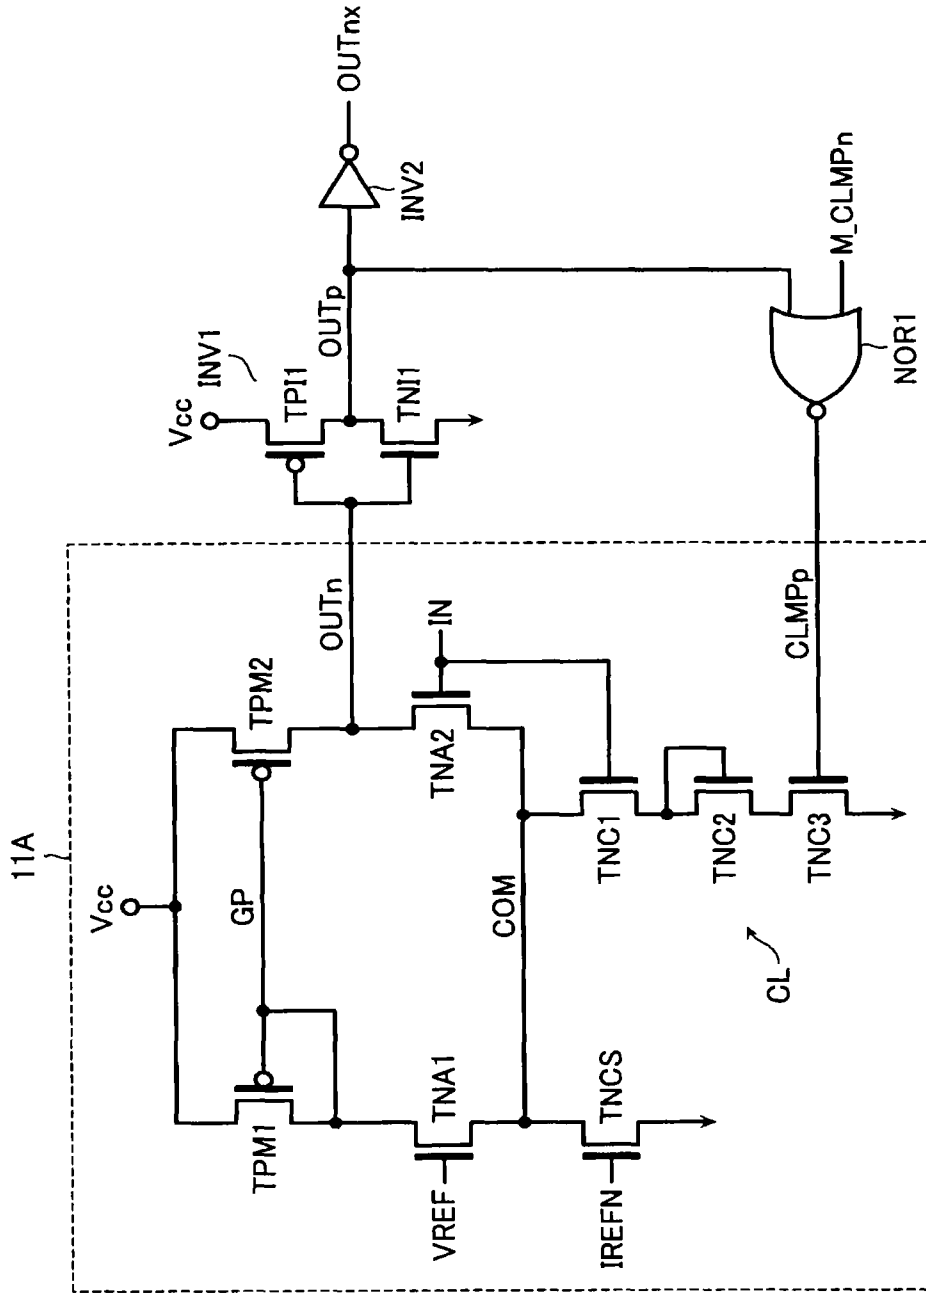 11A
Vcc
TPM1
GP
TPM2
VREF
TNA1
OUTn
TNA2
IN
COM
IREFN
TNCS
TNC1
TNC2
TNC3
CL
CLMPp
Vcc
INV1
TPI1
TNI1
OUTp
INV2
OUTnx
M_CLMPn
NOR1